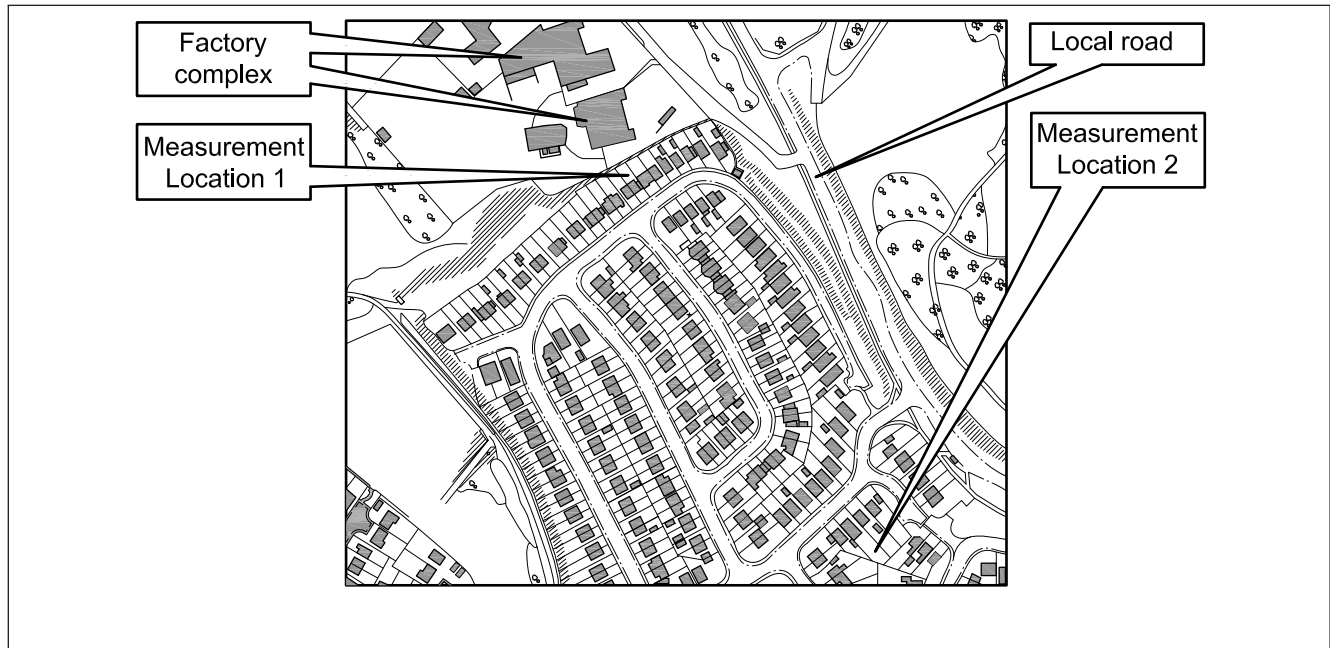 Factory
complex
Local road
Measurement
Location 1
Measurement
Location 2